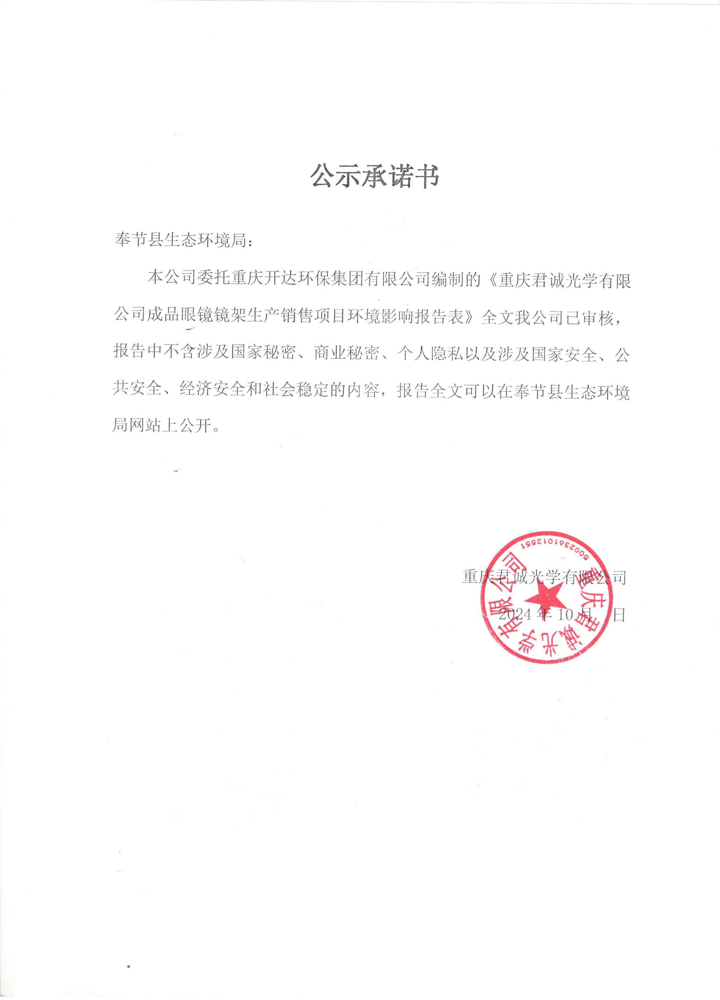 公示承诺书
奉节县生态环境局：
本公司委托重庆开达环保集团有限公司编制的《重庆君诚光学有限
公司成品眼镜镜架生产销售项目环境影响报告表》全文我公司已审核，
报告中不含涉及国家秘密、商业秘密、个人隐私以及涉及国家安全、公
共安全、经济安全和社会稳定的内容，报告全文可以在奉节县生态环境
局网站上公开。
重庆君诚光学有限公司
2024年10月 日
重庆君诚光学有限公司
5002361012551